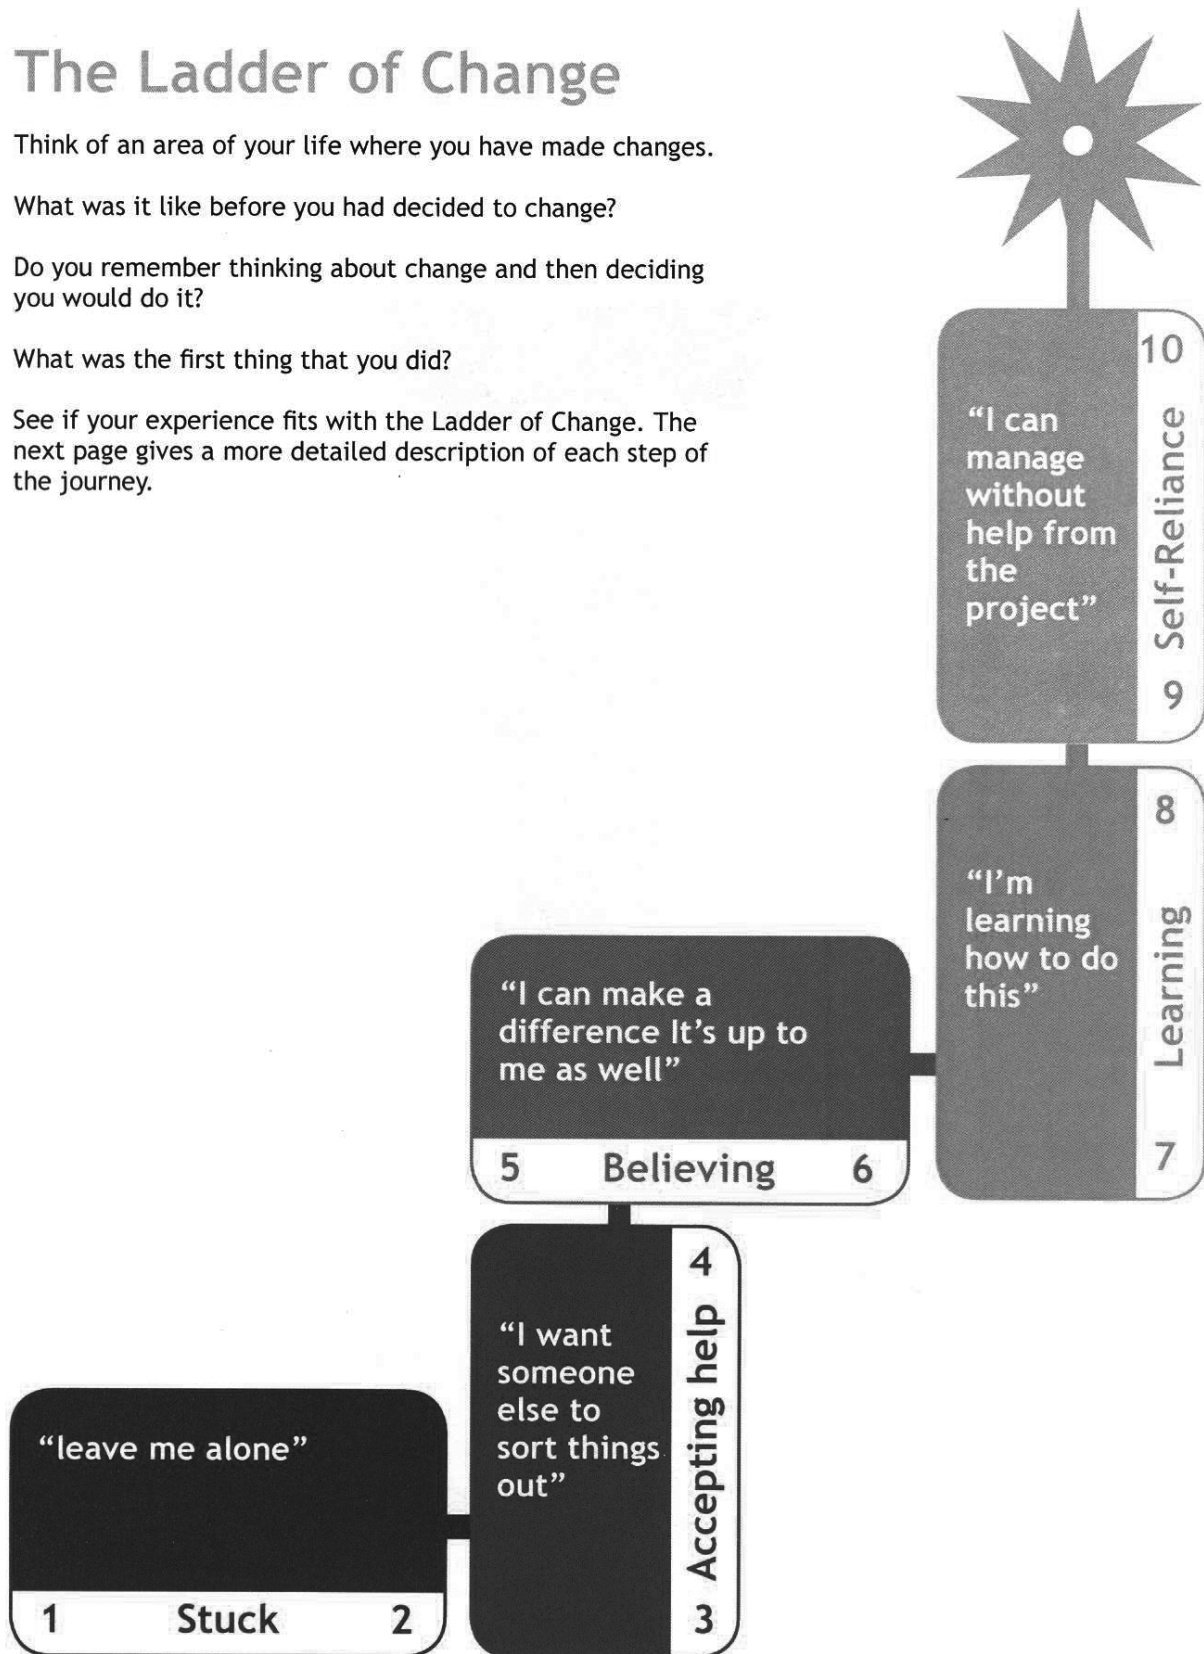 The Ladder of Change
Think of an area of your life where you have made changes.
What was it like before you had decided to change?
Do you remember thinking about change and then deciding
you would do it?
What was the first thing that you did?
See if your experience fits with the Ladder of Change. The
next page gives a more detailed description of each step of
the journey.
10
Self-Reliance
9
“I can
manage
without
help from
the
project”
8
Learning
7
“I’m
learning
how to do
this”
“I can make a
difference It’s up to
me as well”
5 Believing 6
4
Accepting help
3
“I want
someone
else to
sort things
out”
“leave me alone”
1 Stuck 2